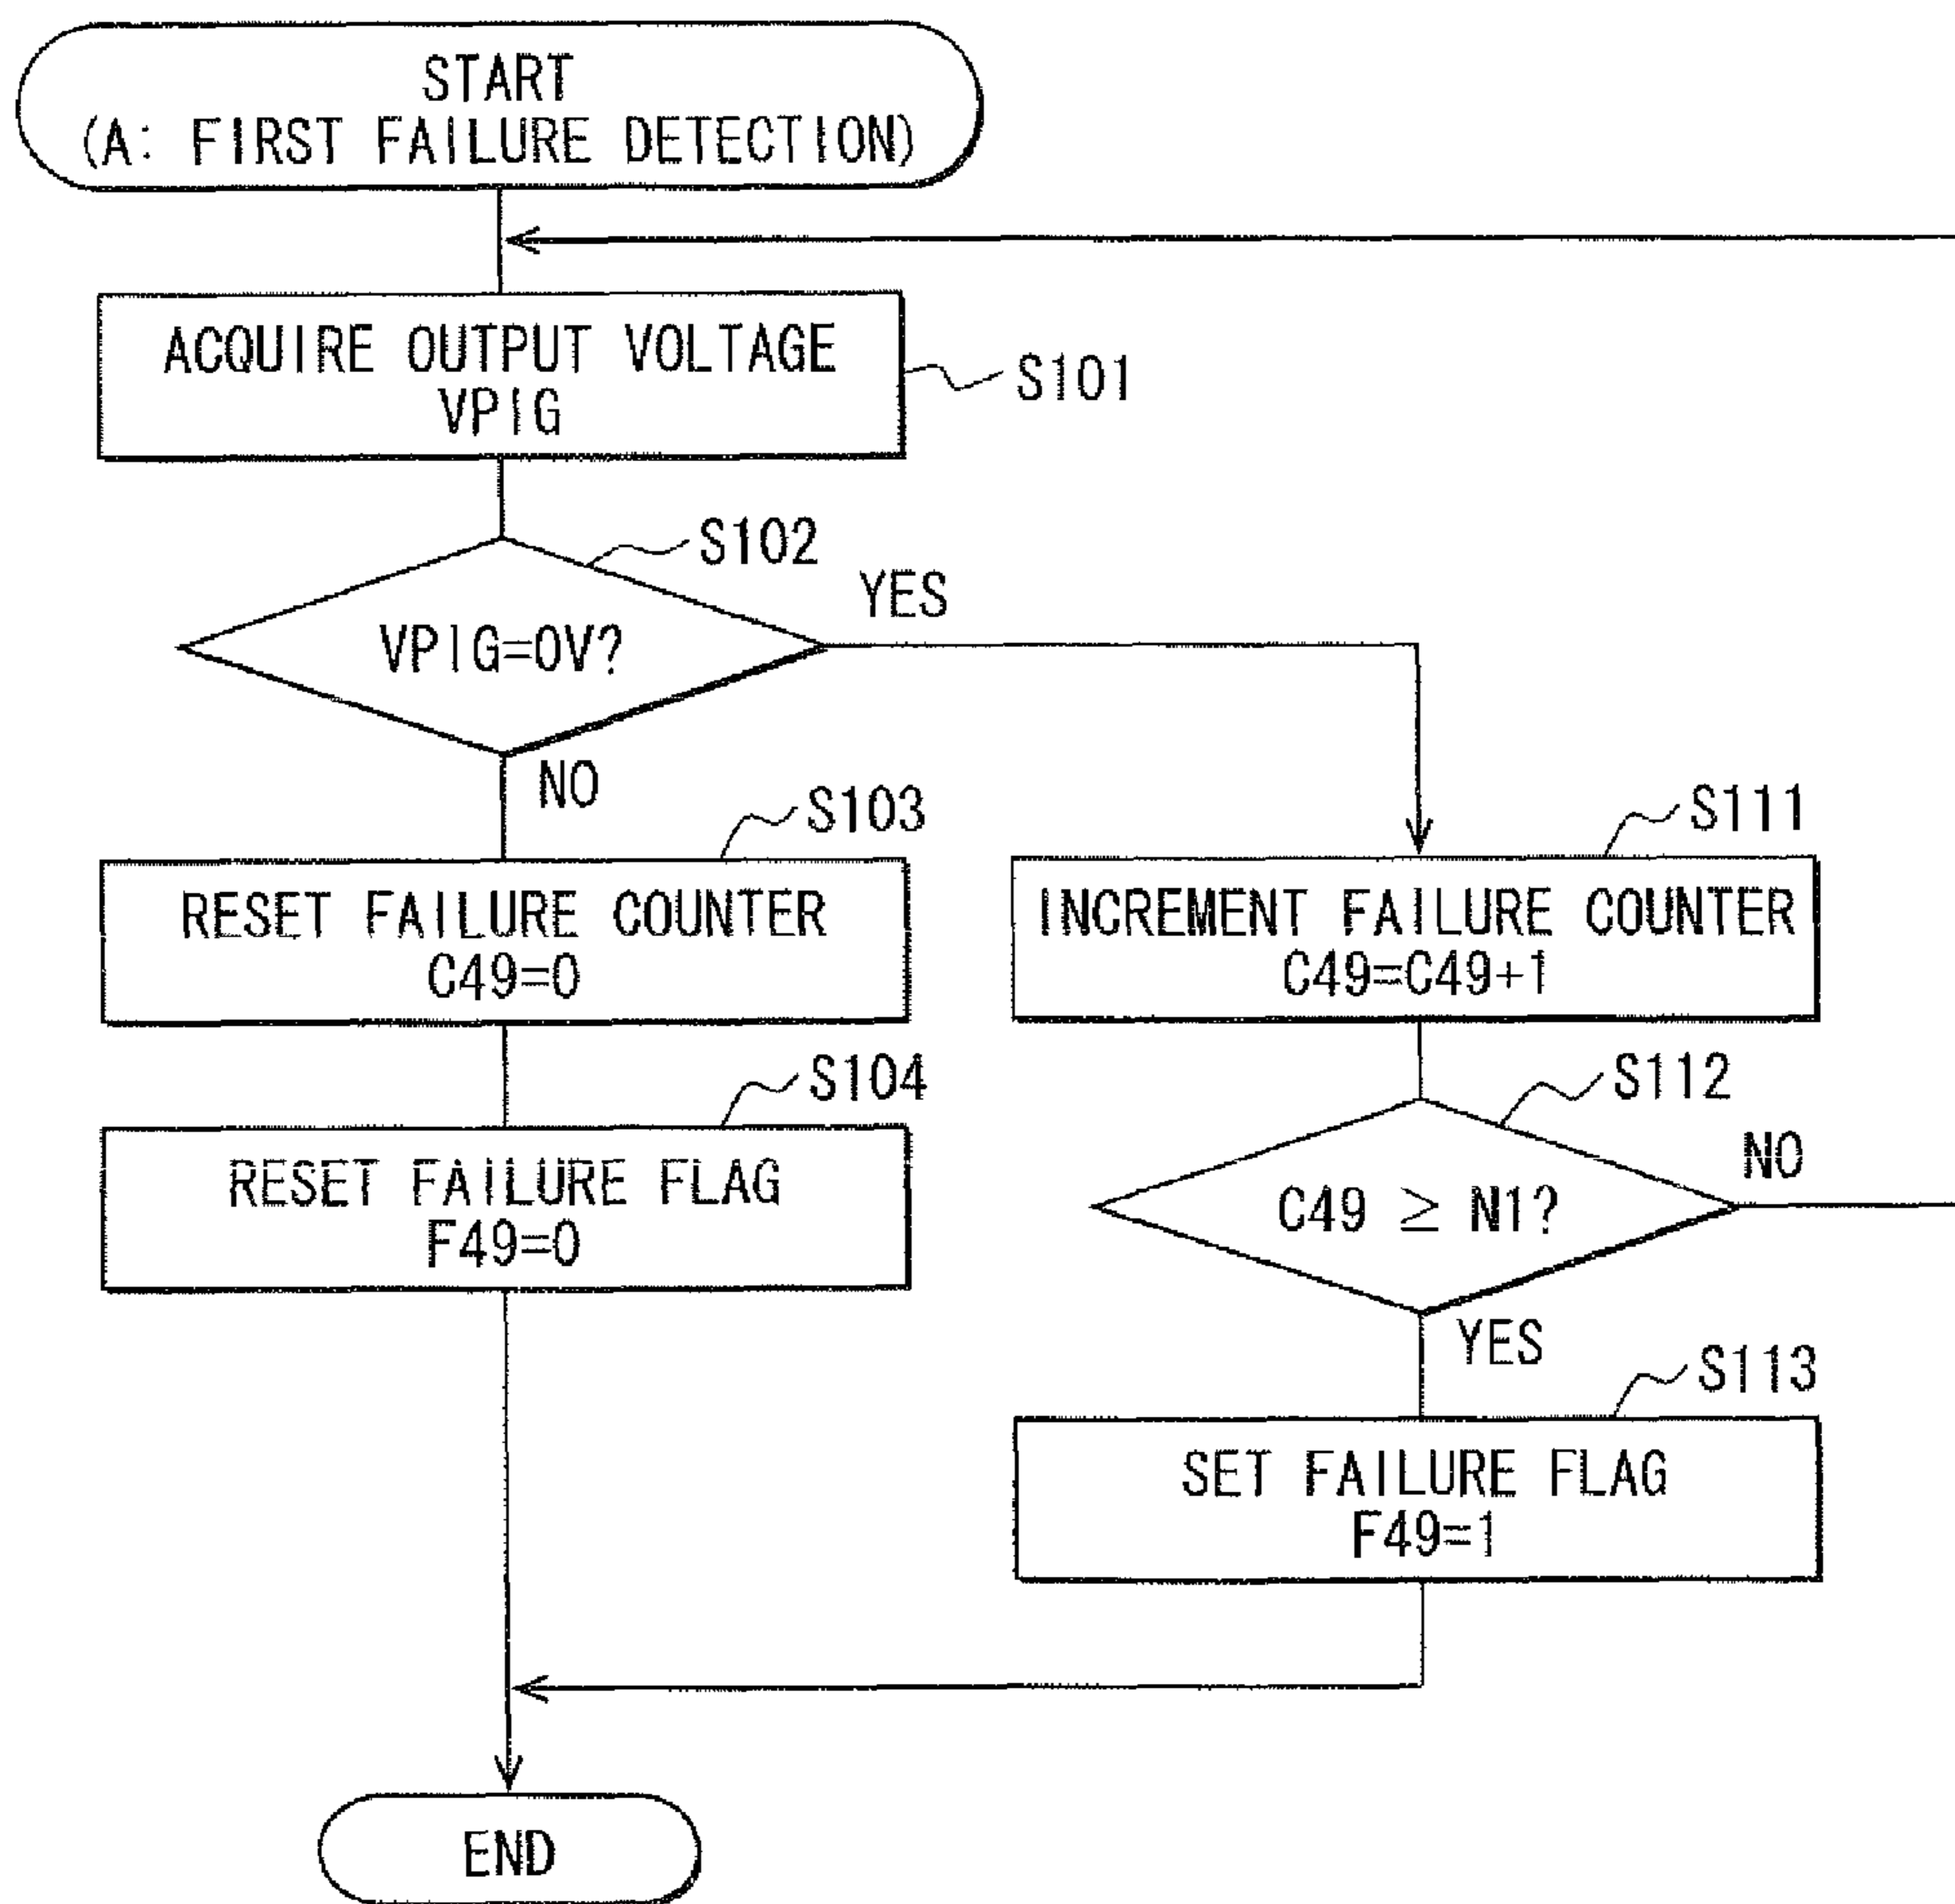 START
(A: FIRST FAILURE DETECTION)
ACQUIRE OUTPUT VOLTAGE
VPIG
S101
S102
VPIG=0V?
YES
NO
S103
RESET FAILURE COUNTER
C49=0
S104
RESET FAILURE FLAG
F49=0
S111
INCREMENT FAILURE COUNTER
C49=C49+1
S112
C49 ≥ N1?
NO
YES
S113
SET FAILURE FLAG
F49=1
END